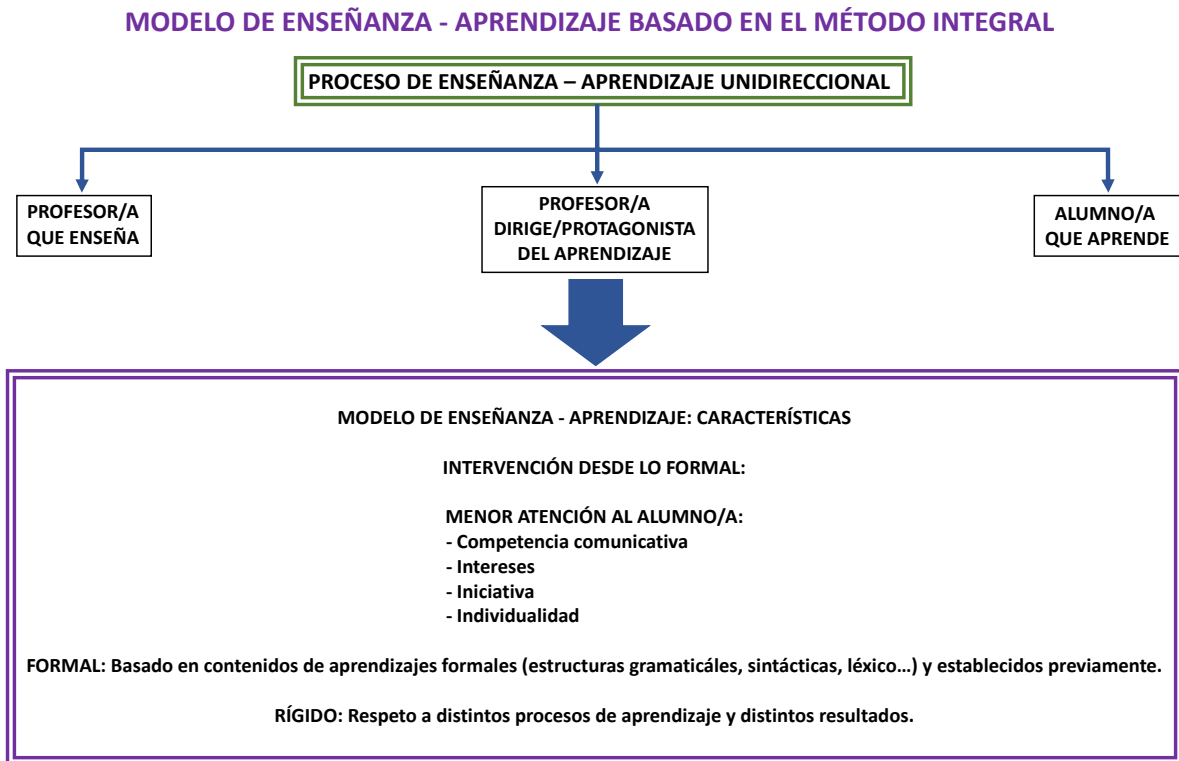 MODELO DE ENSEÑANZA - APRENDIZAJE BASADO EN EL MÉTODO INTEGRAL
PROCESO DE ENSEÑANZA – APRENDIZAJE UNIDIRECCIONAL
PROFESOR/A
QUE ENSEÑA
PROFESOR/A
DIRIGE/PROTAGONISTA
DEL APRENDIZAJE
ALUMNO/A
QUE APRENDE
MODELO DE ENSEÑANZA - APRENDIZAJE: CARACTERÍSTÍCAS
INTERVENCIÓN DESDE LO FORMAL:
MENOR ATENCIÓN AL ALUMNO/A:
- Competencia comunicativa
- Intereses
- Iniciativa
- Individualidad
FORMAL: Basado en contenidos de aprendizajes formales (estructuras gramaticáles, sintácticas, léxico…) y establecidos previamente.
RÍGIDO: Respeto a distintos procesos de aprendizaje y distintos resultados.